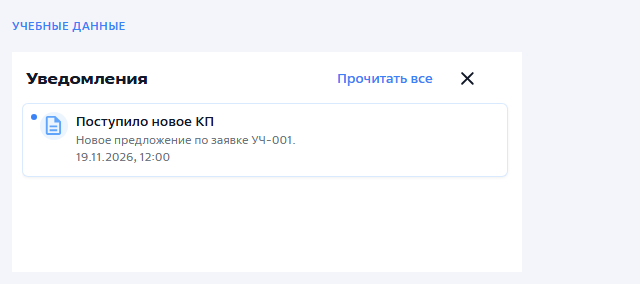 УЧЕБНЫЕ ДАННЫЕ
Уведомления
Прочитать все
Поступило новое КП
Новое предложение по заявке УЧ-001.
19.11.2026, 12:00